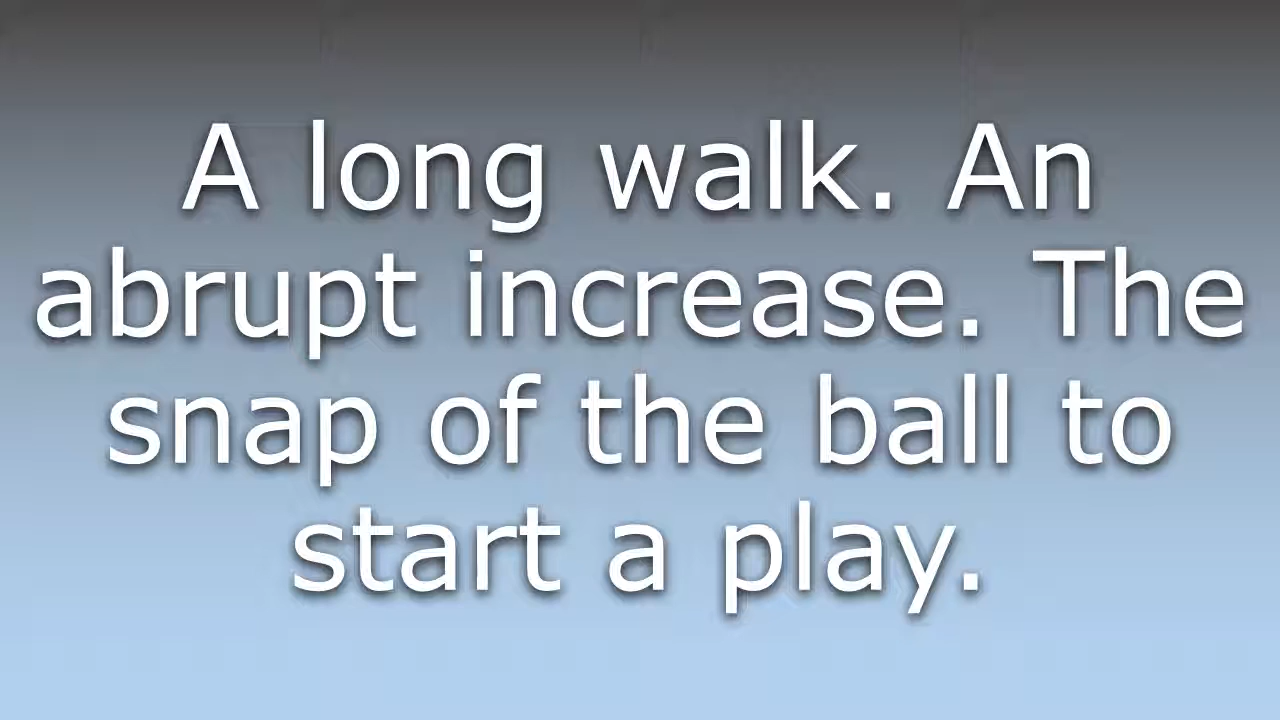 A long walk. An
abrupt increase. The
snap of the ball to
start a play.